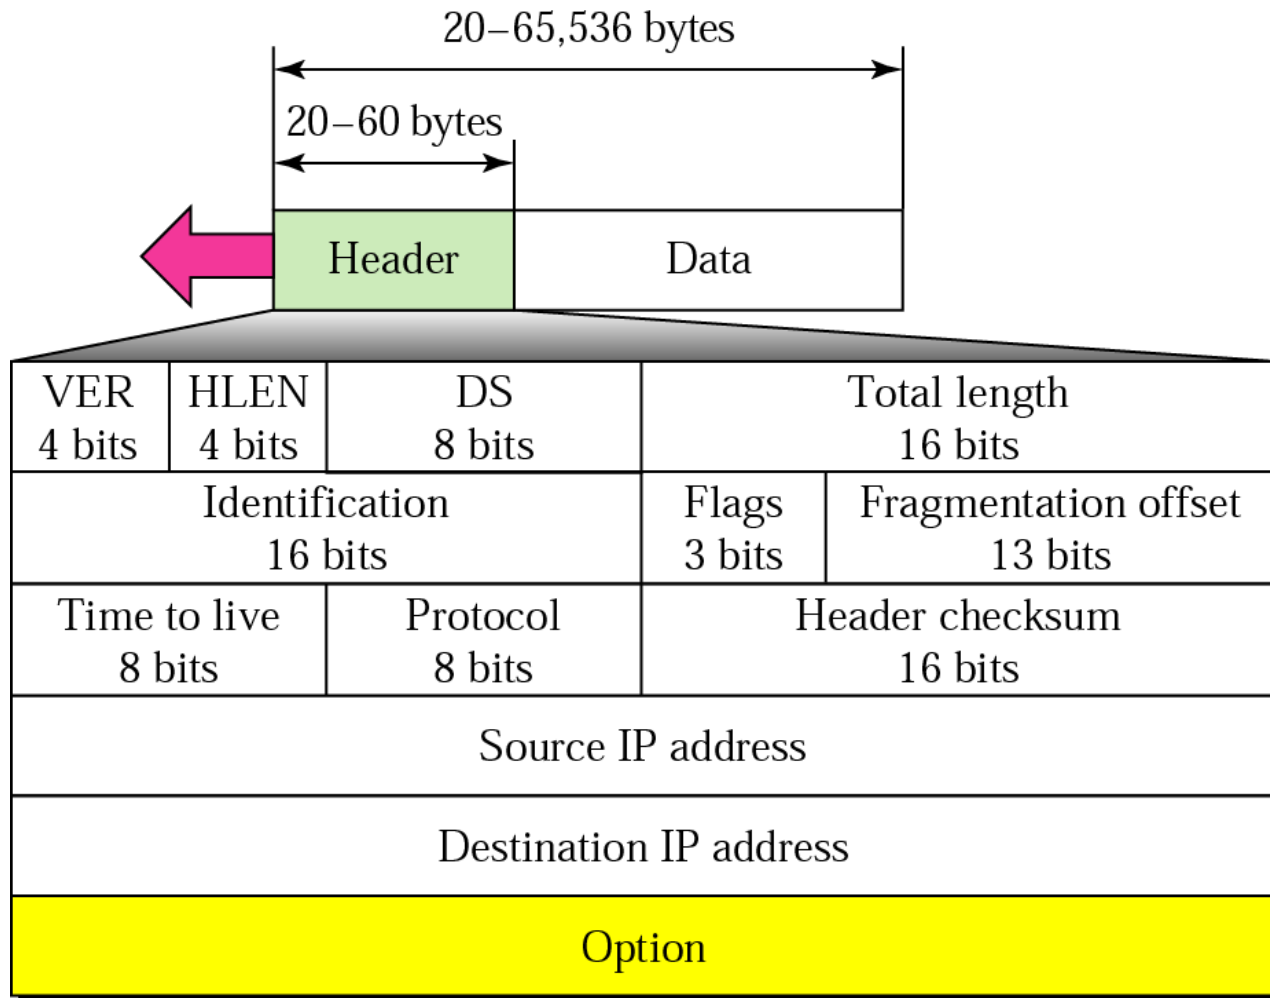 20–65,536 bytes
20–60 bytes
Header
Data
VER
4 bits
HLEN
4 bits
DS
8 bits
Total length
16 bits
Identification
16 bits
Flags
3 bits
Fragmentation offset
13 bits
Time to live
8 bits
Protocol
8 bits
Header checksum
16 bits
Source IP address
Destination IP address
Option